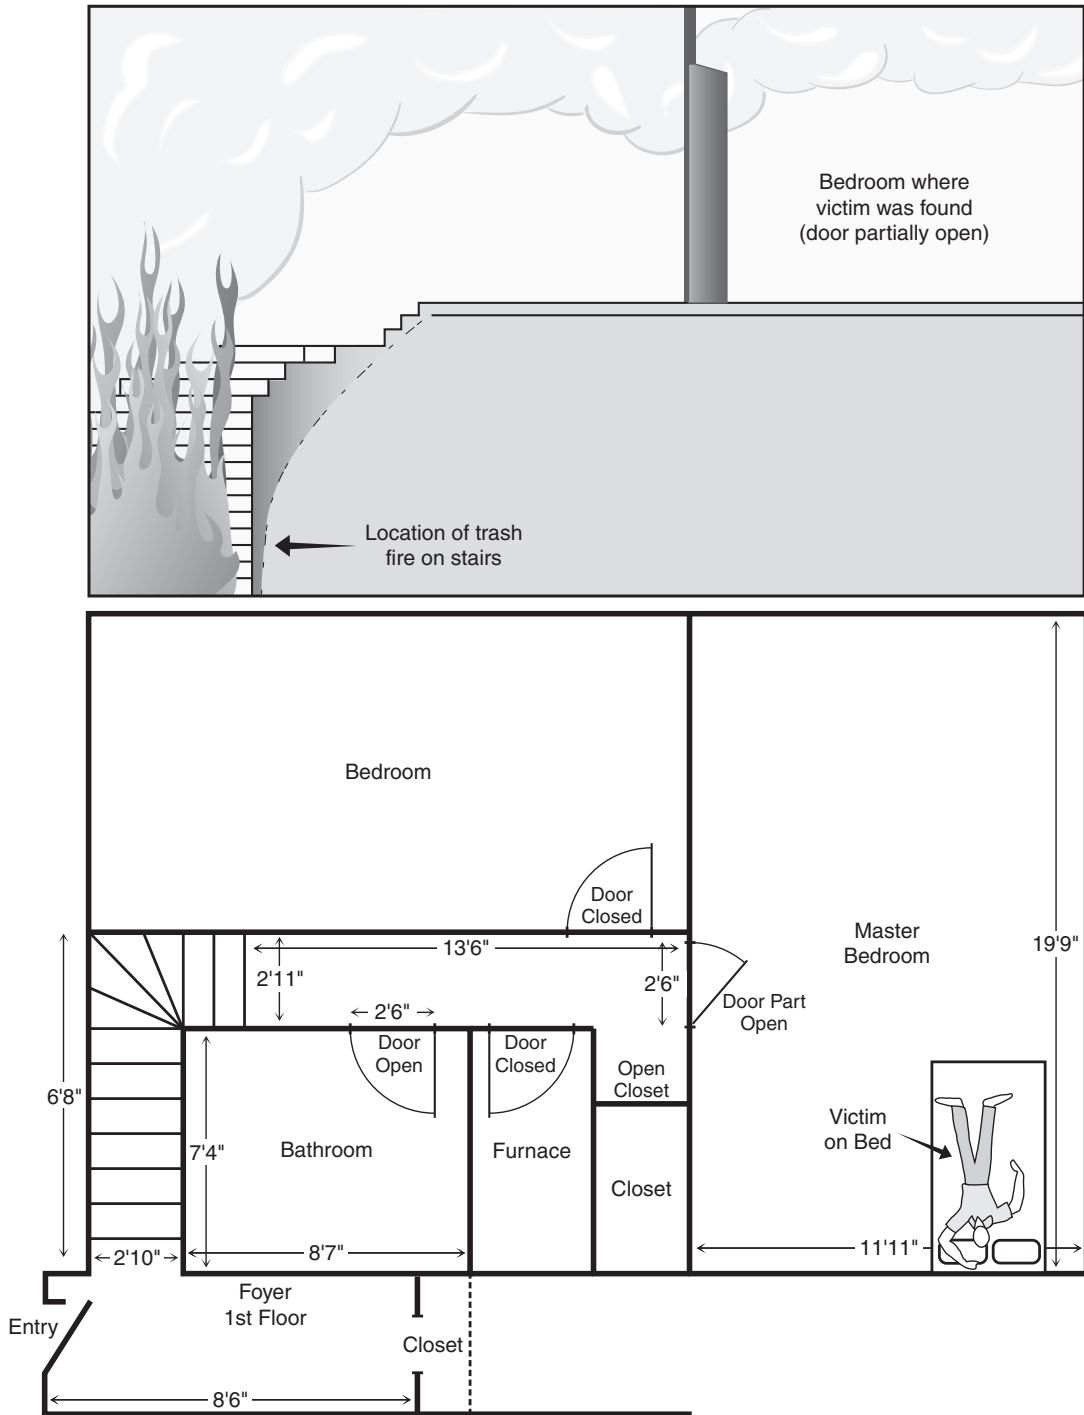 Bedroom where
victim was found
(door partially open)
Location of trash
fire on stairs
Bedroom
Door
Closed
Master
Bedroom
19'9"
13'6"
2'11"
2'6"
2'6"
Door Part
Open
Door
Open
Door
Closed
Open
Closet
6'8"
7'4"
Bathroom
Furnace
Victim
on Bed
Closet
2'10"
8'7"
11'11"
Foyer
1st Floor
Entry
Closet
8'6"